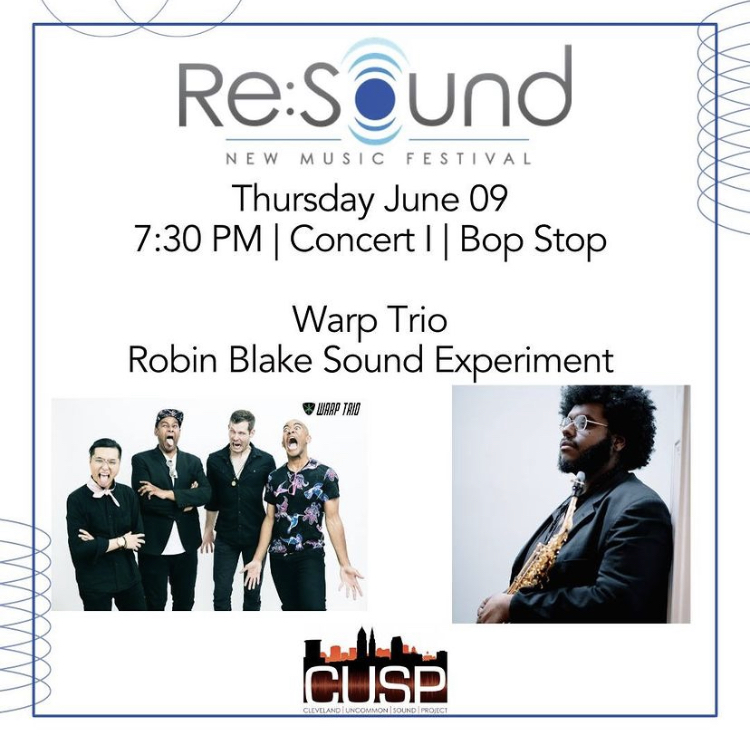 Re:Sound
NEW MUSIC FESTIVAL
Thursday June 09
7:30 PM | Concert I | Bop Stop
Warp Trio
Robin Blake Sound Experiment
WARP TRIO
CUSP
CLEVELAND | UNCOMMON | SOUND | PROJECT